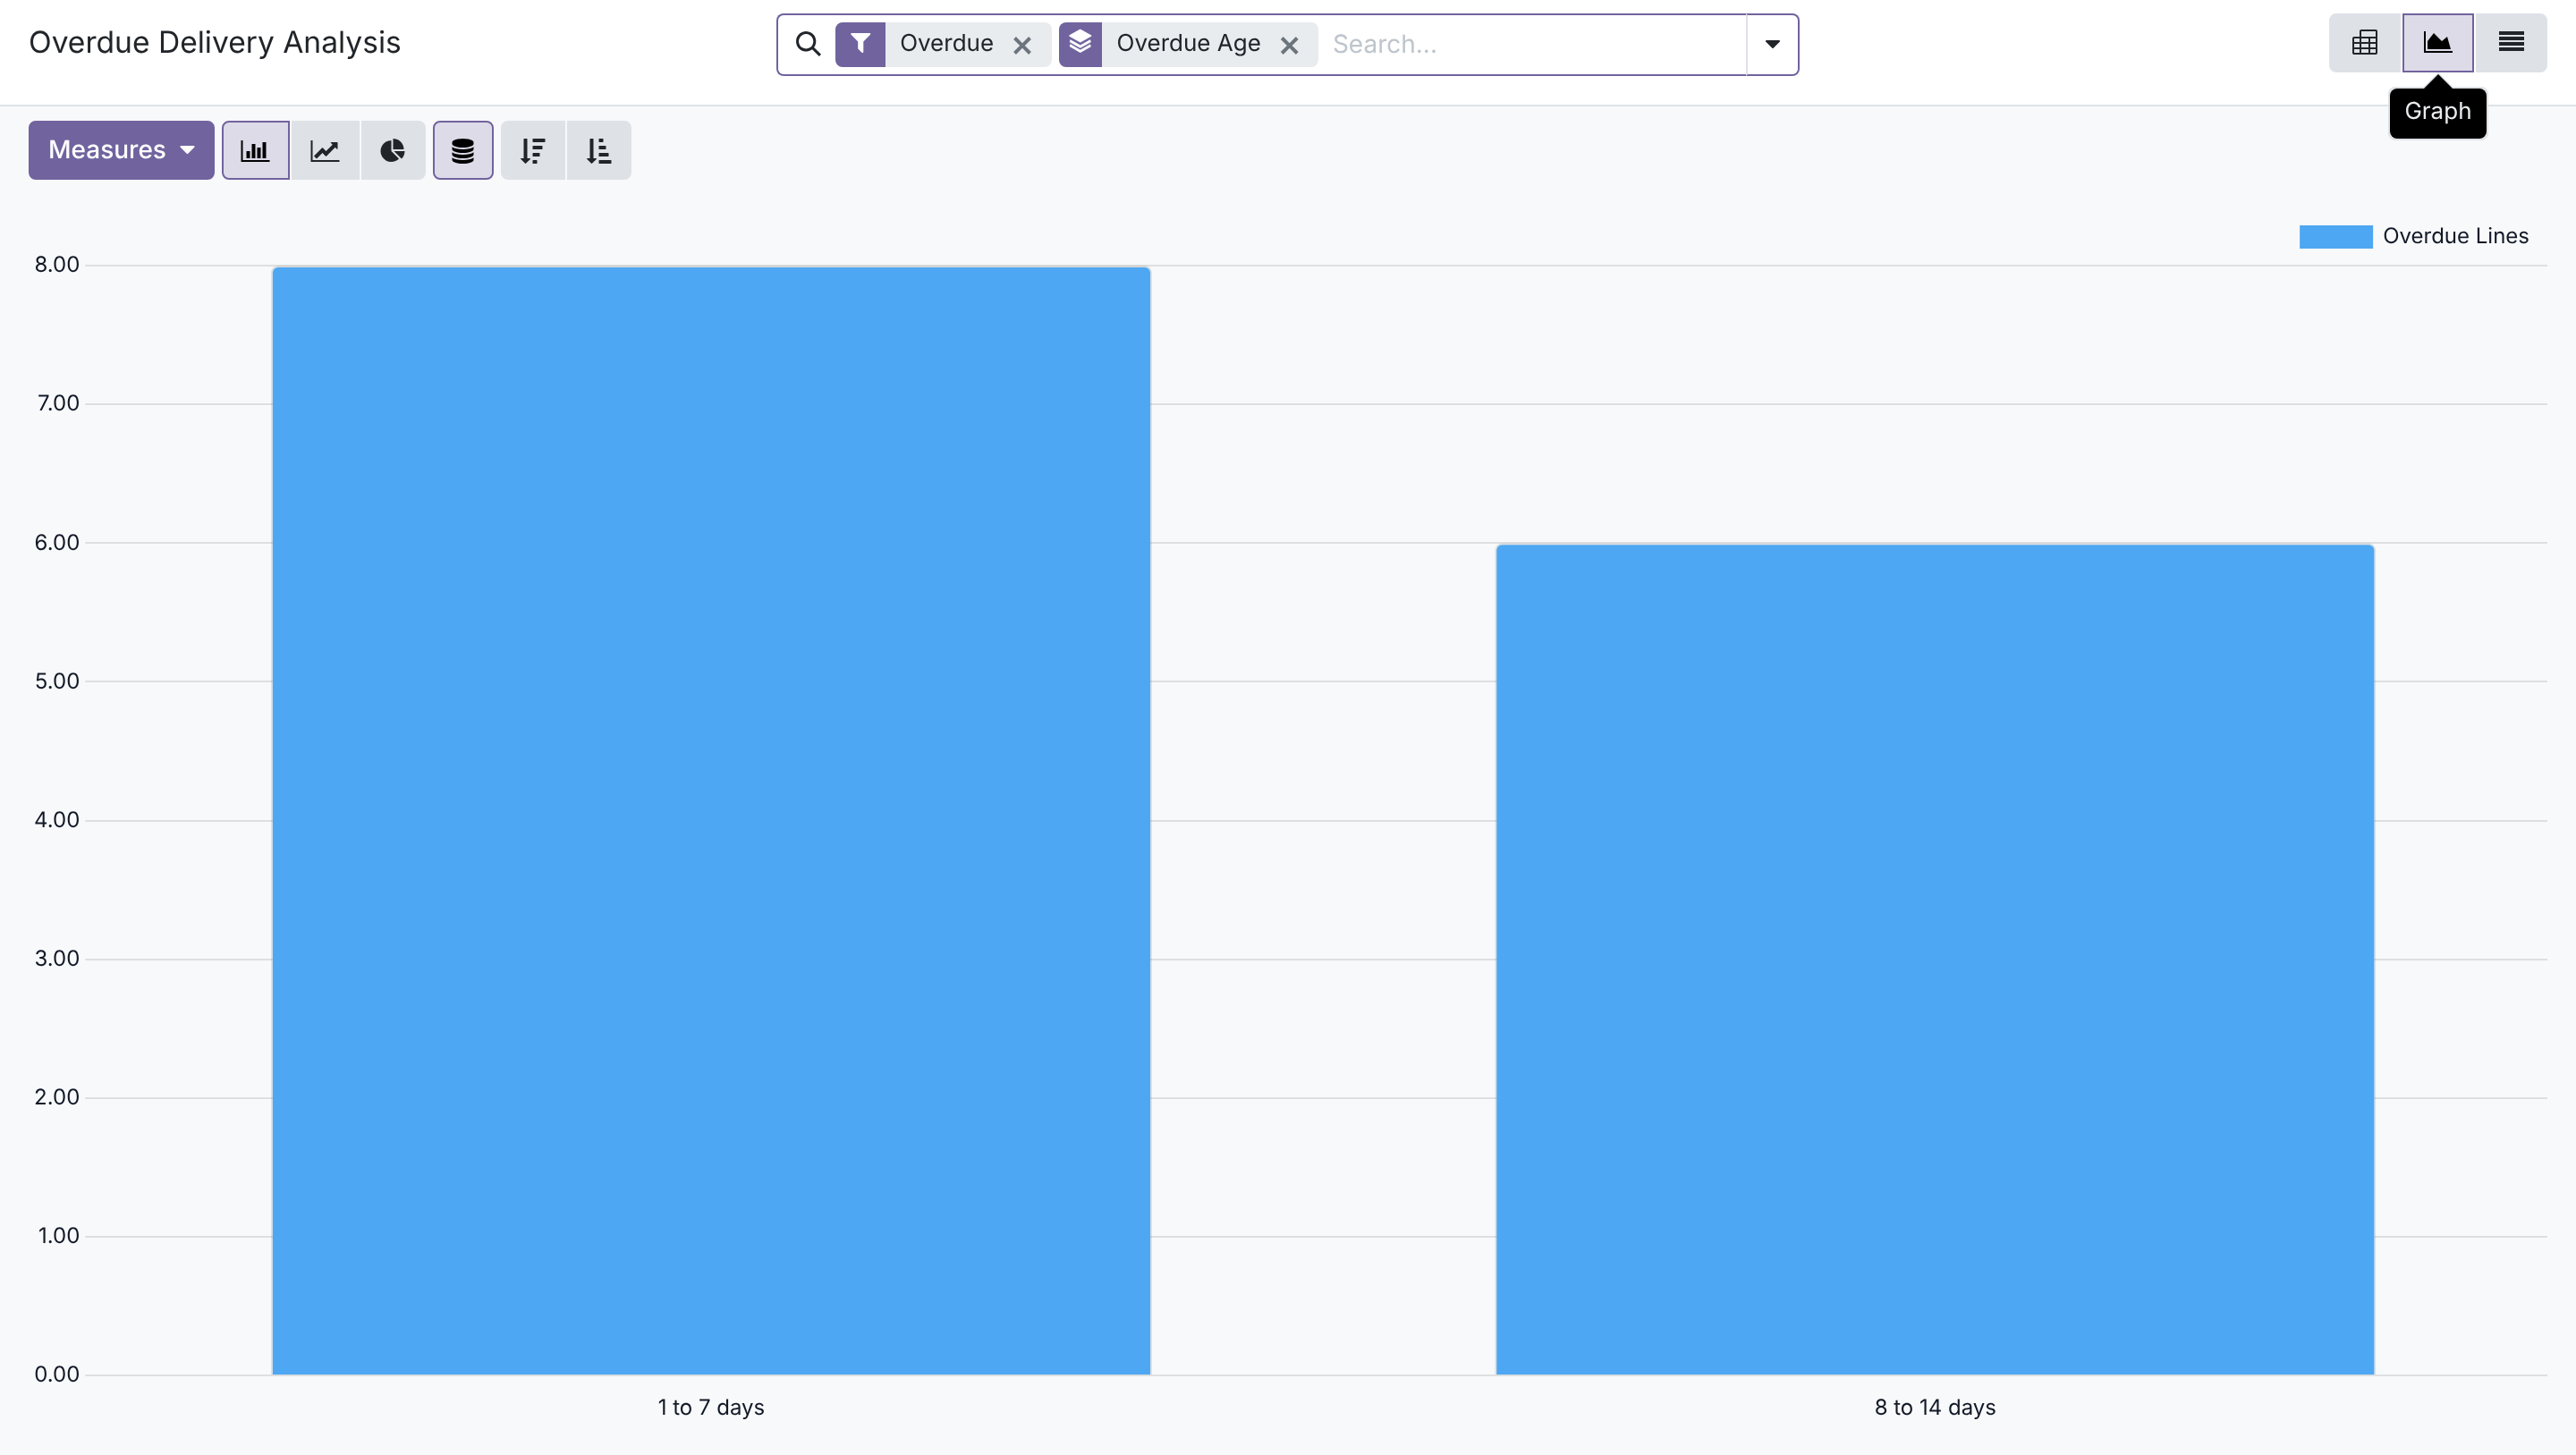 Overdue Delivery Analysis
Overdue
Overdue Age
Search...
Graph
Measures
Overdue Lines
8.00
7.00
6.00
5.00
4.00
3.00
2.00
1.00
0.00
1 to 7 days
8 to 14 days